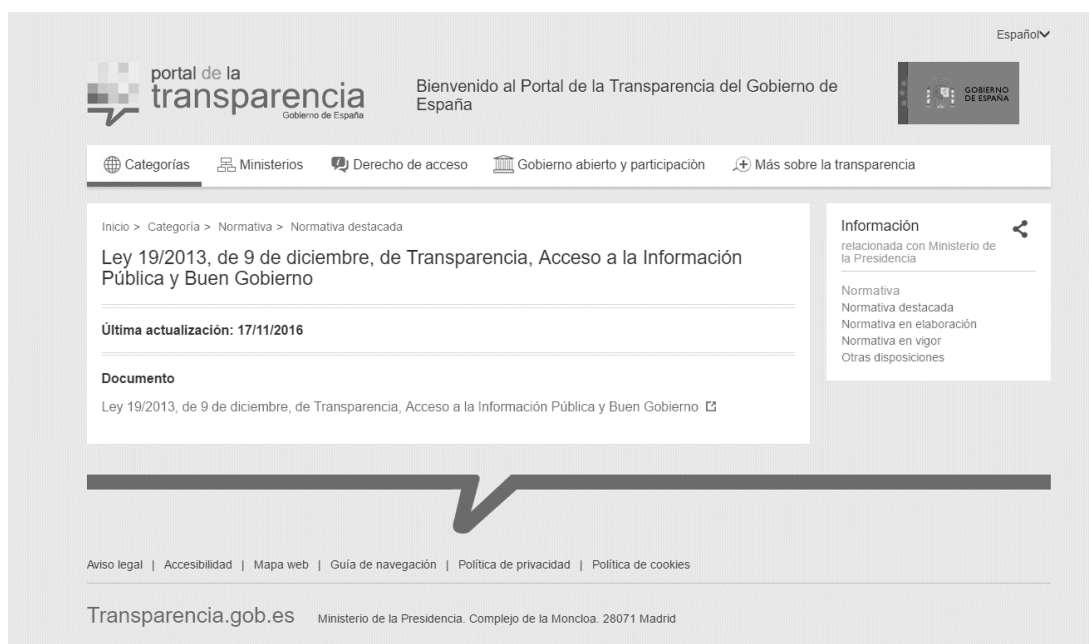 Español
portal de la
transparencia
Gobierno de España
Bienvenido al Portal de la Transparencia del Gobierno de
España
GOBIERNO
DE ESPAÑA
Categorías
Ministerios
Derecho de acceso
Gobierno abierto y participaciòn
Más sobre la transparencia
Inicio > Categoría > Normativa > Normativa destacada
Ley 19/2013, de 9 de diciembre, de Transparencia, Acceso a la Información
Pública y Buen Gobierno
Última actualización: 17/11/2016
Documento
Ley 19/2013, de 9 de diciembre, de Transparencia, Acceso a la Información Pública y Buen Gobierno
Información
relacionada con Ministerio de
la Presidencia
Normativa
Normativa destacada
Normativa en elaboración
Normativa en vigor
Otras disposiciones
Aviso legal | Accesibilidad | Mapa web | Guía de navegación | Política de privacidad | Política de cookies
Transparencia.gob.es Ministerio de la Presidencia. Complejo de la Moncloa. 28071 Madrid